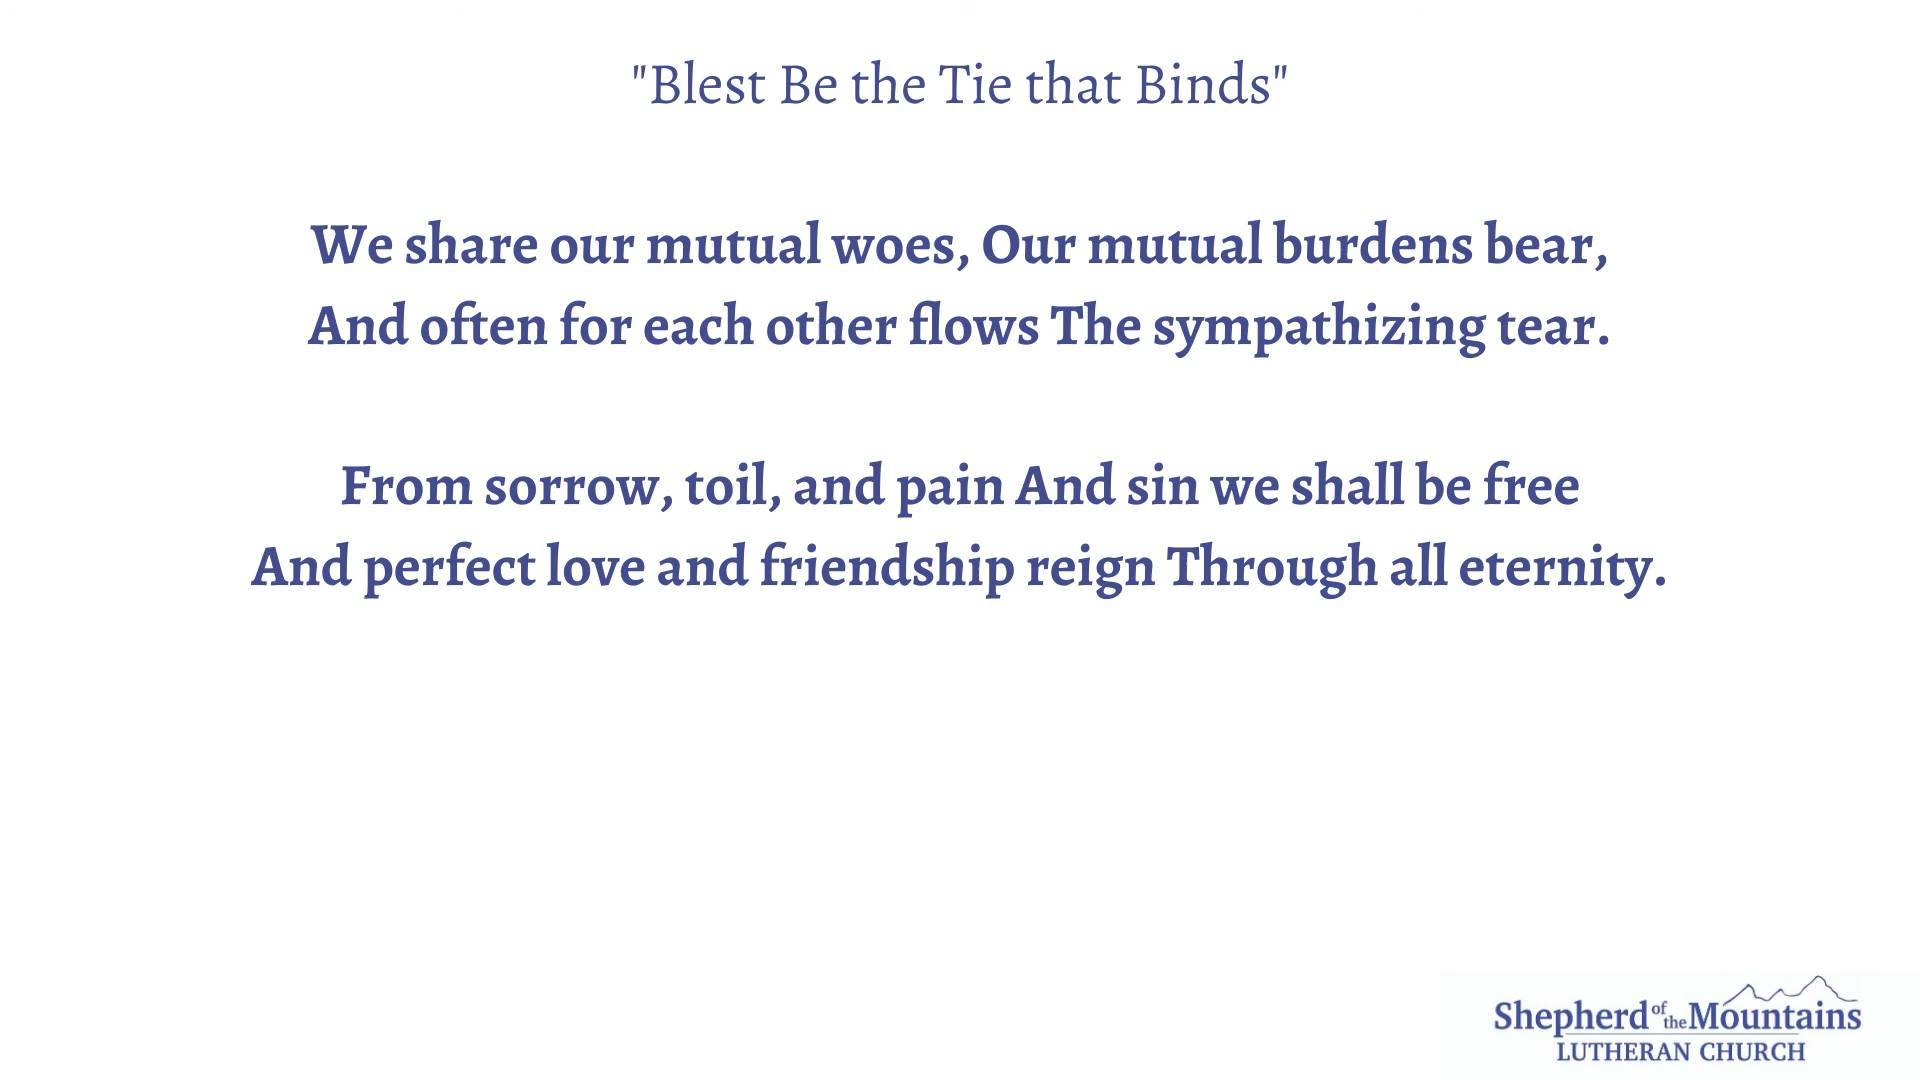 "Blest Be the Tie that Binds"
We share our mutual woes, Our mutual burdens bear,
And often for each other flows The sympathizing tear.
From sorrow, toil, and pain And sin we shall be free
And perfect love and friendship reign Through all eternity.
Shepherd of the Mountains
LUTHERAN CHURCH